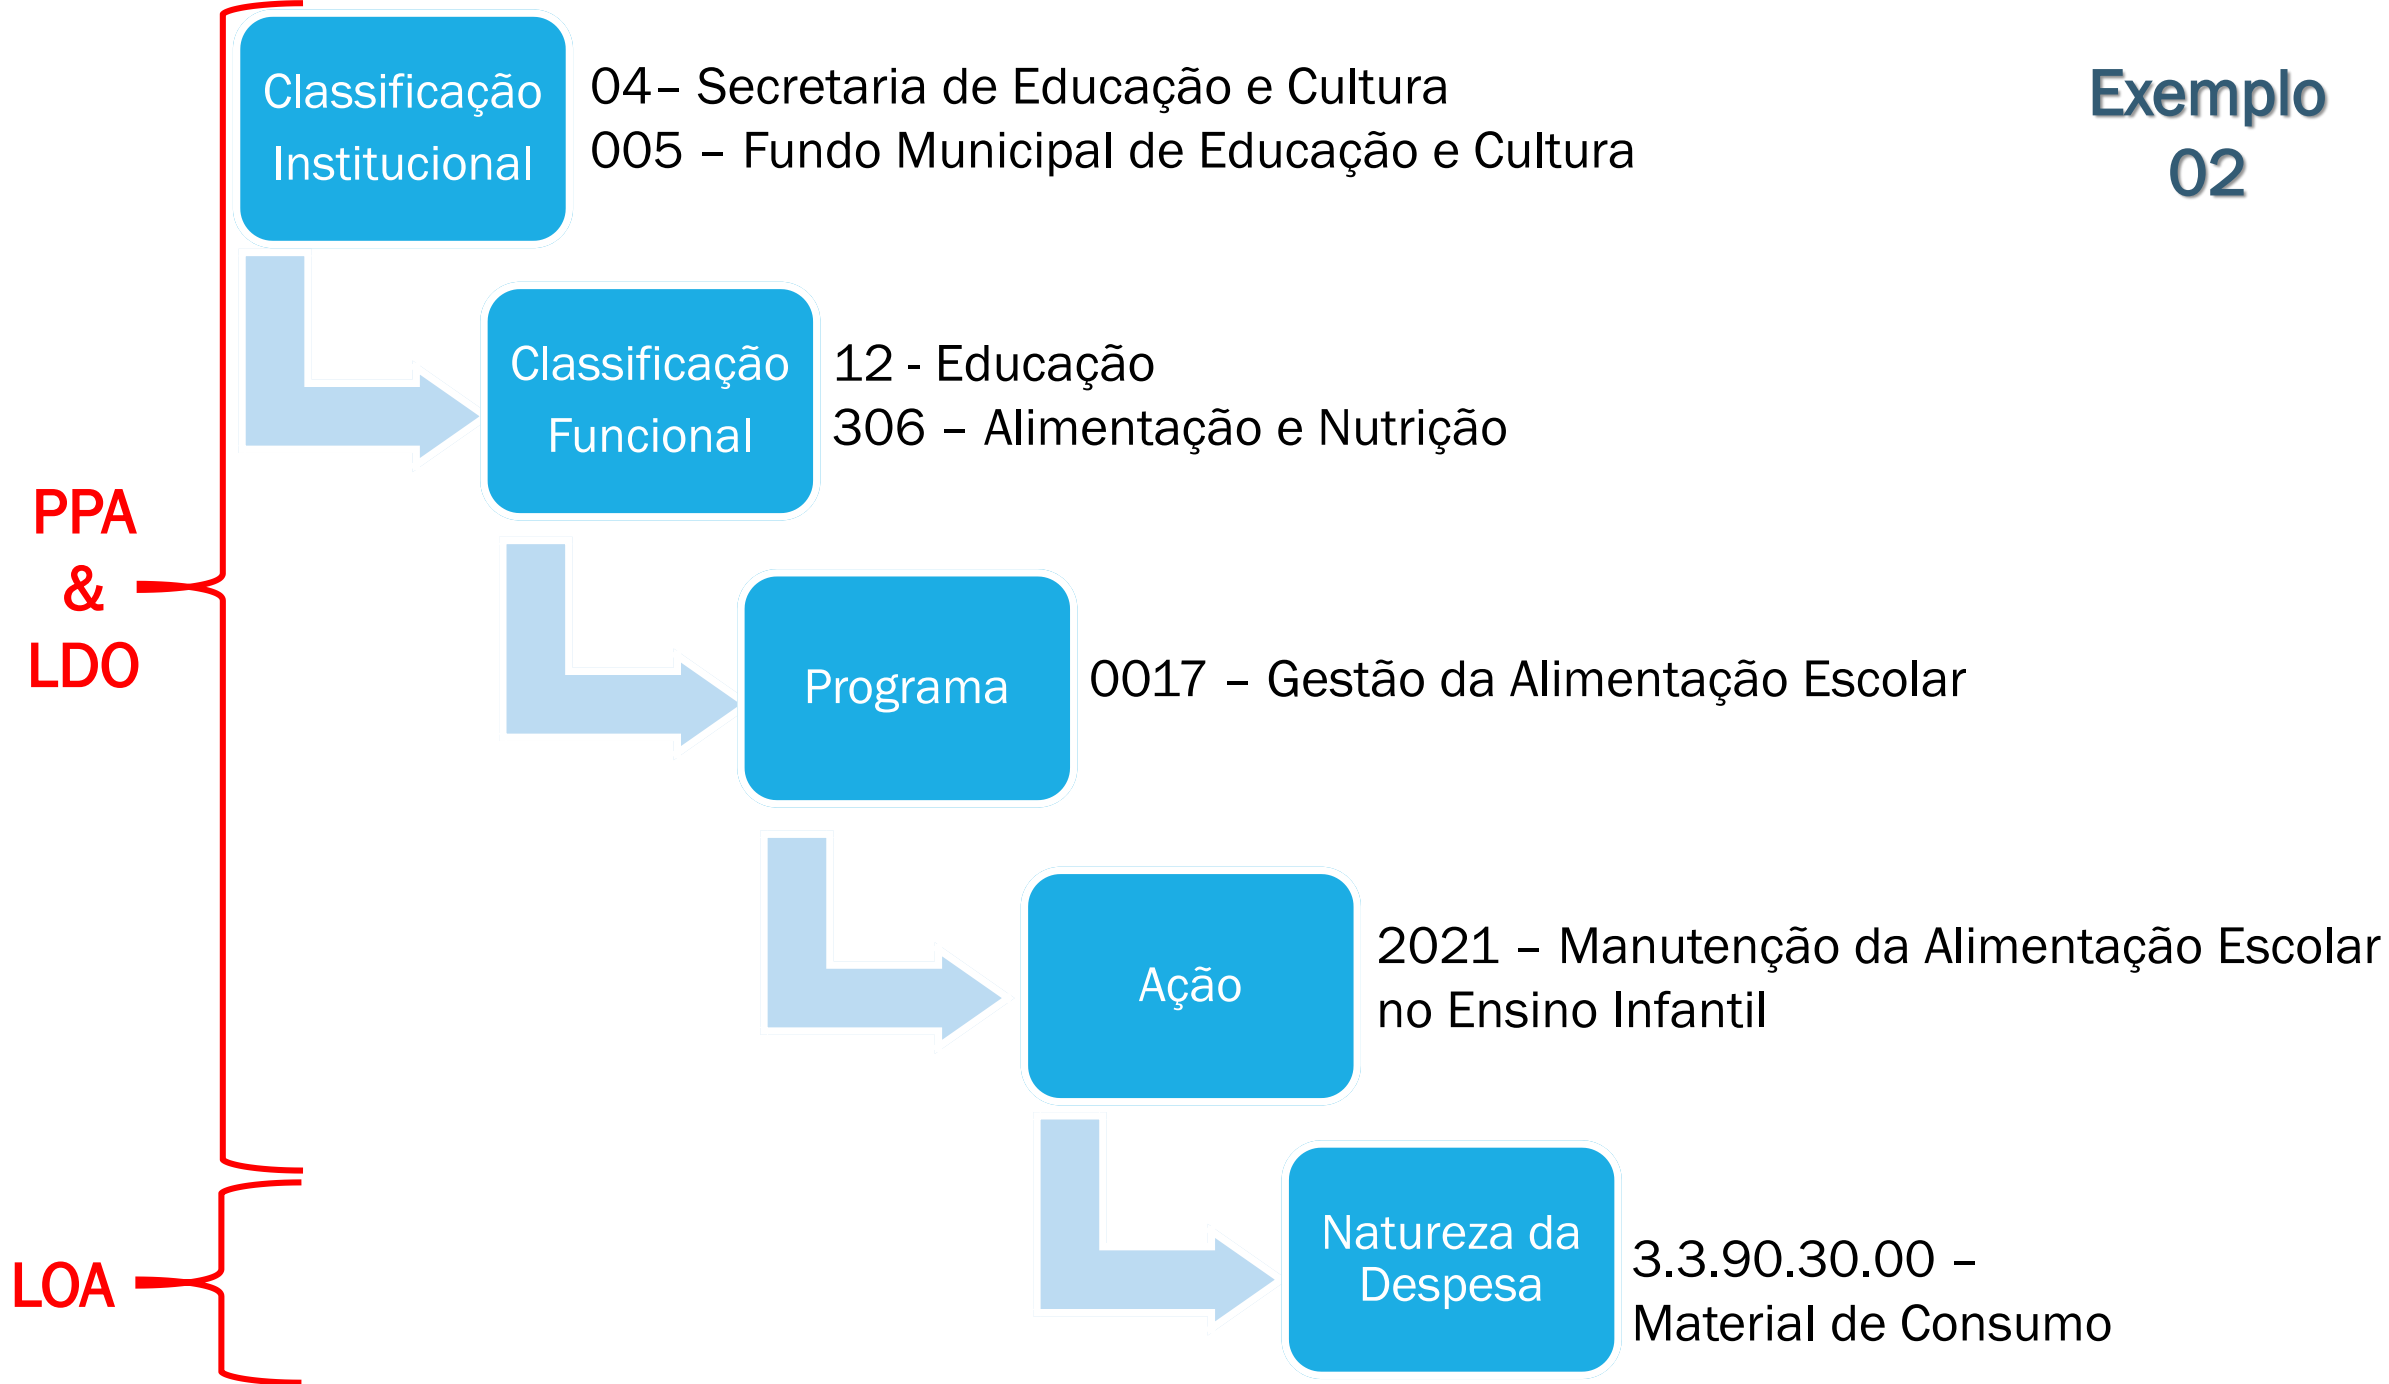 Classificação
Institucional
04– Secretaria de Educação e Cultura
005 – Fundo Municipal de Educação e Cultura
Exemplo
02
Classificação
Funcional
12 - Educação
306 – Alimentação e Nutrição
PPA
&
LDO
Programa
0017 – Gestão da Alimentação Escolar
Ação
2021 – Manutenção da Alimentação Escolar
no Ensino Infantil
LOA
Natureza da
Despesa
3.3.90.30.00 –
Material de Consumo